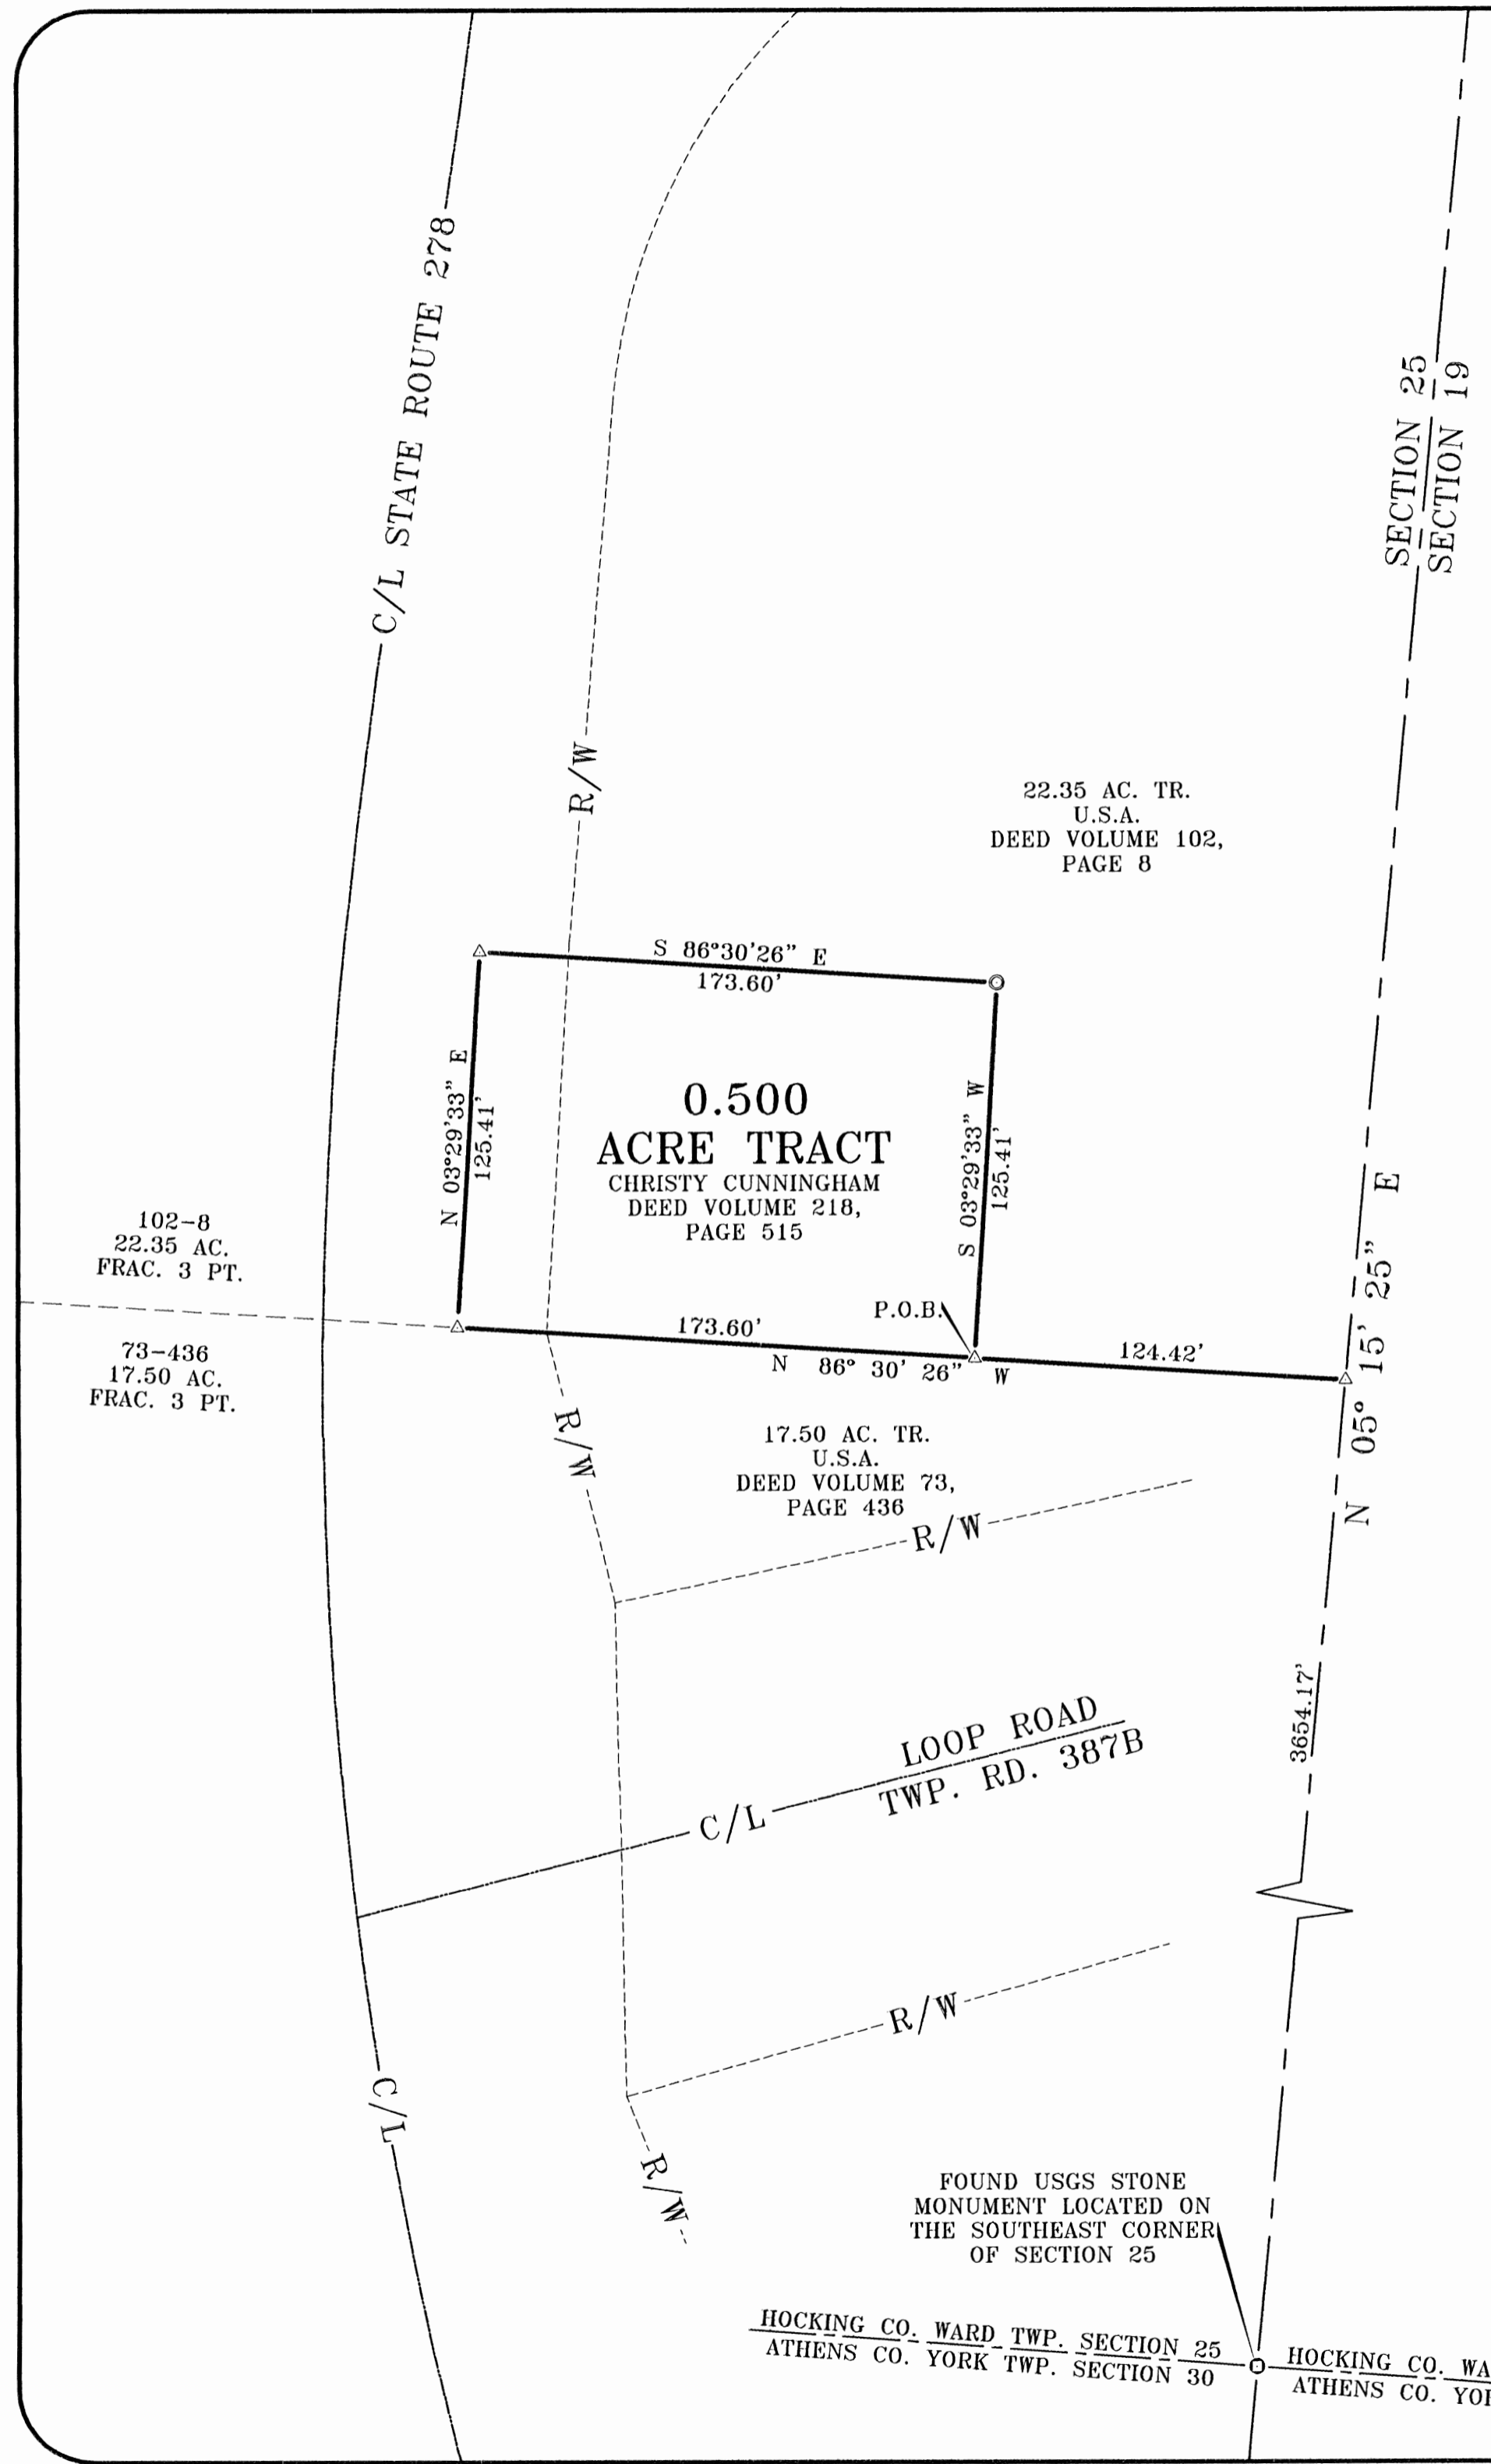 C/L STATE ROUTE 278
SECTION 25
SECTION 19
R/W
22.35 AC. TR.
U.S.A.
DEED VOLUME 102,
PAGE 8
S 86°30'26" E
173.60'
N 03°29'33" E
125.41'
0.500
ACRE TRACT
CHRISTY CUNNINGHAM
DEED VOLUME 218,
PAGE 515
S 03°29'33" W
125.41'
102-8
22.35 AC.
FRAC. 3 PT.
73-436
17.50 AC.
FRAC. 3 PT.
P.O.B.
173.60'
N 86° 30' 26" W
124.42'
N 05° 15' 25" E
R/W
17.50 AC. TR.
U.S.A.
DEED VOLUME 73,
PAGE 436
R/W
3654.17'
LOOP ROAD
TWP. RD. 387B
C/L
R/W
C/L
R/W
FOUND USGS STONE
MONUMENT LOCATED ON
THE SOUTHEAST CORNER
OF SECTION 25
HOCKING CO. WARD TWP. SECTION 25
ATHENS CO. YORK TWP. SECTION 30
HOCKING CO. WA
ATHENS CO. YOR